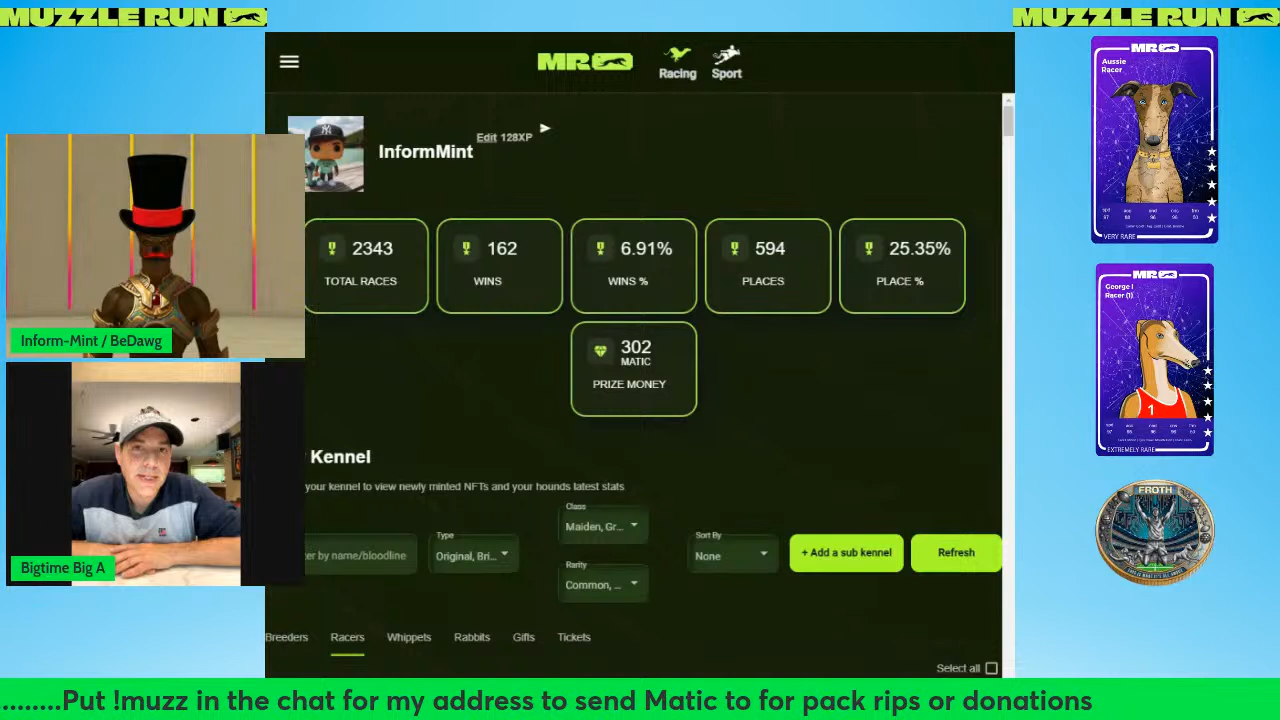 MUZZLE RUN
MUZZLE RUN
MR
Racing
Sport
InformMint
Edit 128XP
2343
TOTAL RACES
162
WINS
6.91%
WINS %
594
PLACES
25.35%
PLACE %
302
MATIC
PRIZE MONEY
Kennel
your kennel to view newly minted NFTs and your hounds latest stats
ter by name/bloodline
Type
Original, Bri...
Class
Maiden, Gr...
Rarity
Common, ...
Sort By
None
+ Add a sub kennel
Refresh
Breeders
Racers
Whippets
Rabbits
Gifts
Tickets
Select all
Inform-Mint / BeDawg
Bigtime Big A
MR
Aussie
Racer
VERY RARE
MR
George I
Racer (1)
1
EXTREMELY RARE
FROTH
........Put !muzz in the chat for my address to send Matic to for pack rips or donations